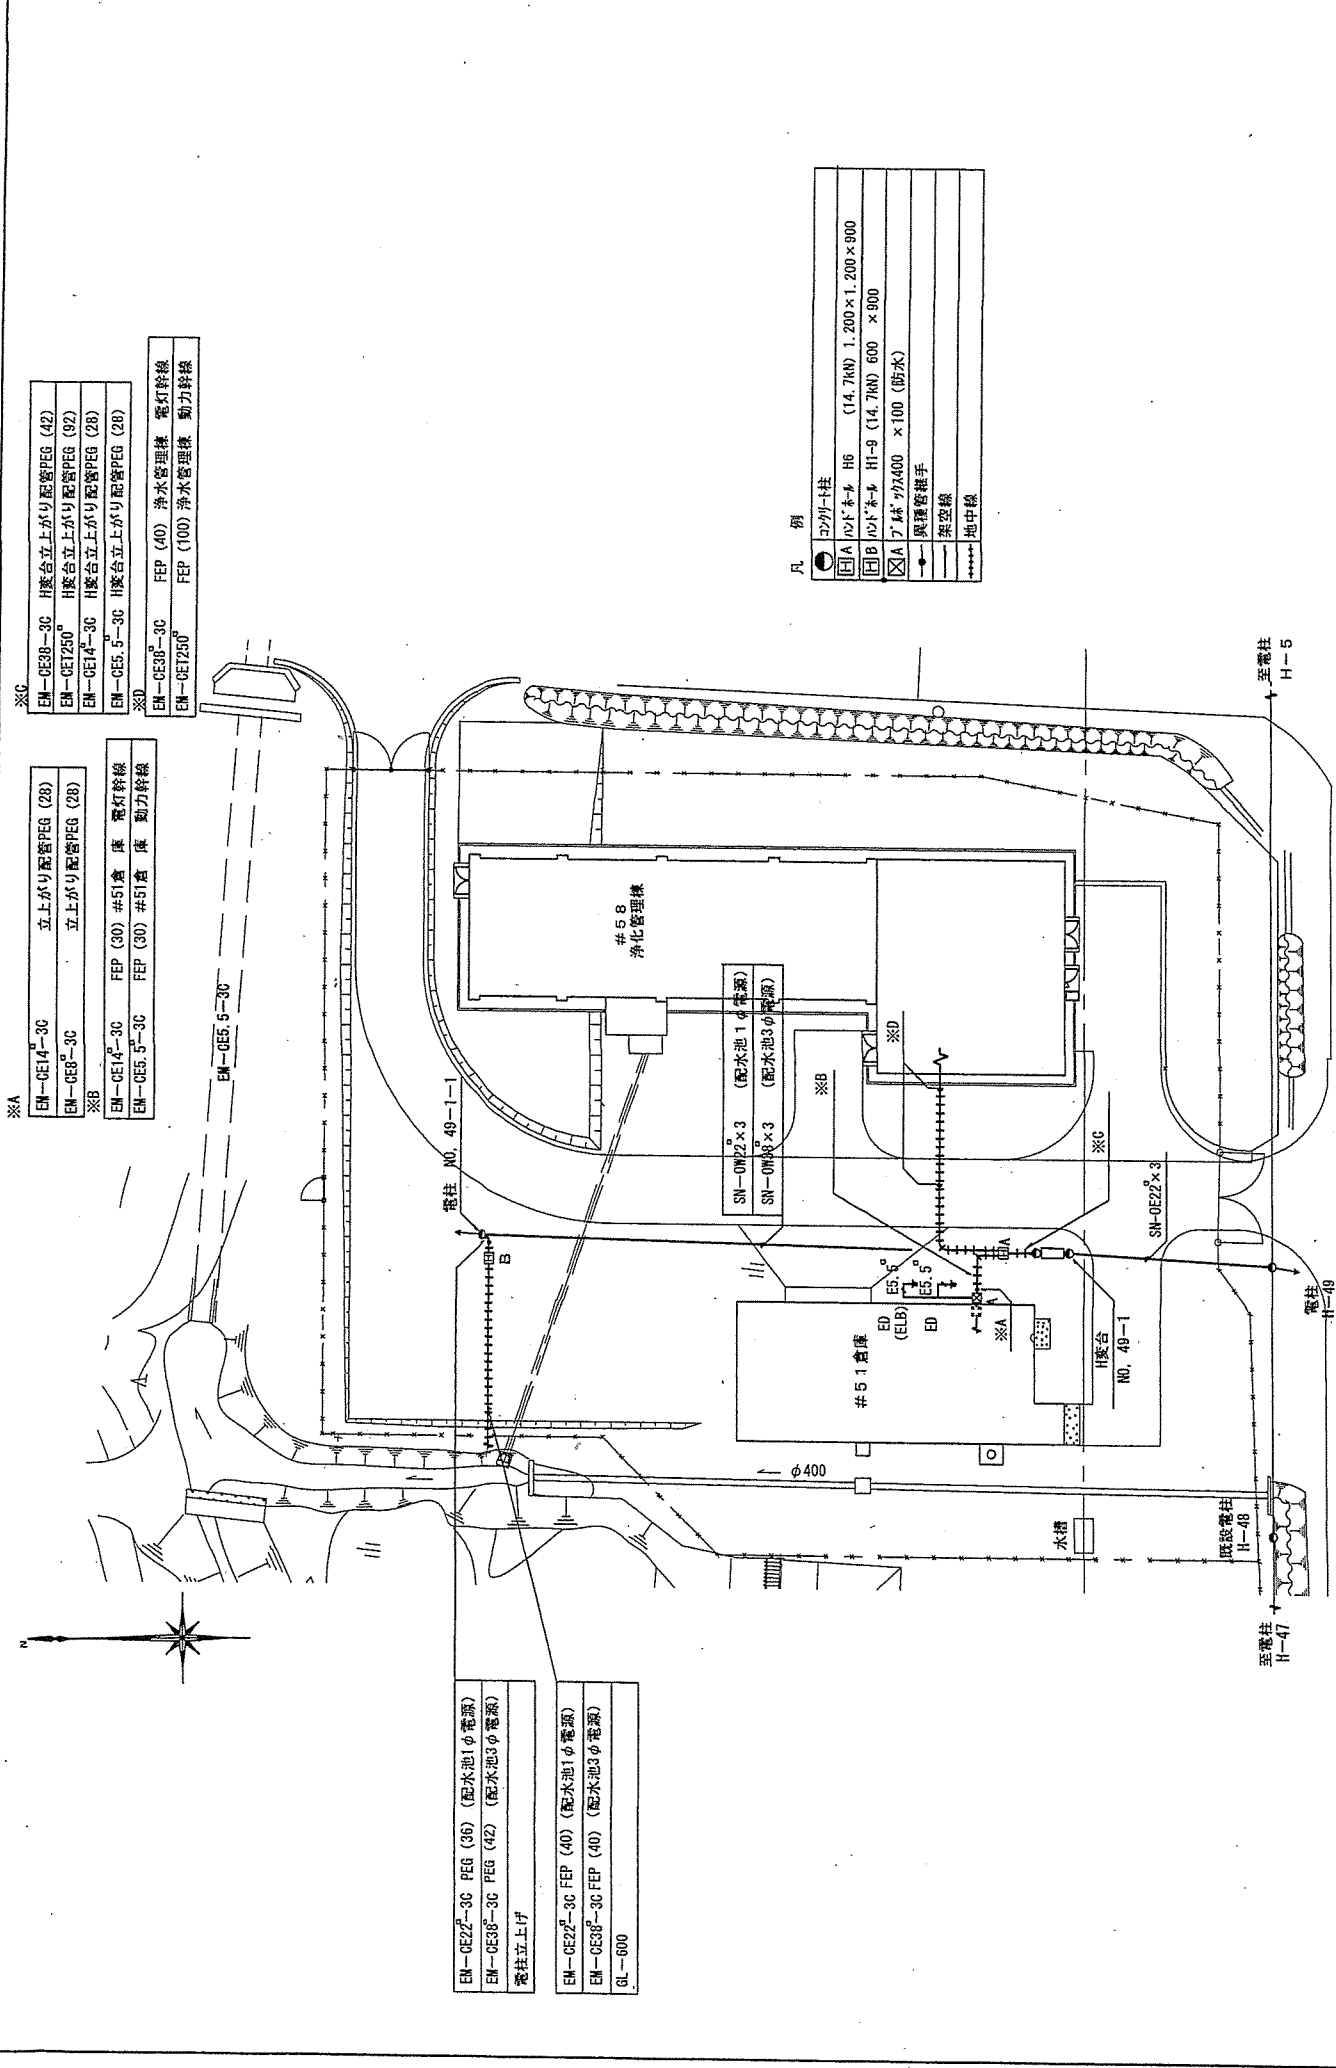 ※A
EM－CE14□－3C 立上がり配管PEG (28)
EM－CE8□－3C 立上がり配管PEG (28)
※B
EM－CE14□－3C FEP (30) #51倉 庫 電灯幹線
EM－CE5.5□－3C FEP (30) #51倉 庫 動力幹線
※C
EM－CE38－3C H変台立上がり配管PEG (42)
EM－CET250□ H変台立上がり配管PEG (92)
EM－CE14□－3C H変台立上がり配管PEG (28)
EM－CE5.5□－3C H変台立上がり配管PEG (28)
※D
EM－CE38□－3C FEP (40) 浄水管理棟 電灯幹線
EM－CET250□ FEP (100) 浄水管理棟 動力幹線
EM－CE5.5－3C
N
電柱 NO, 49-1-1
B
#58
浄化管理棟
SN－OW22□×3 (配水池1φ電源)
SN－OW38□×3 (配水池3φ電源)
※B
※D
※C
SN－OE22□×3
A
E5.5□
E5.5□
ED
(ELB)
ED
A
※A
#51倉庫
H変台
NO, 49-1
φ400
水槽
既設電柱
H－48
至電柱
H－47
電柱
H－49
至電柱
H－5
EM－CE22□－3C PEG (36) (配水池1φ電源)
EM－CE38□－3C PEG (42) (配水池3φ電源)
電柱立上げ
EM－CE22□－3C FEP (40) (配水池1φ電源)
EM－CE38□－3C FEP (40) (配水池3φ電源)
GL－600
凡 例
コンクリート柱
H A ハンドホール H6 (14.7kN) 1.200×1.200×900
H B ハンドホール H1-9 (14.7kN) 600 ×900
A プルボックス400 ×100 (防水)
異種管継手
架空線
地中線